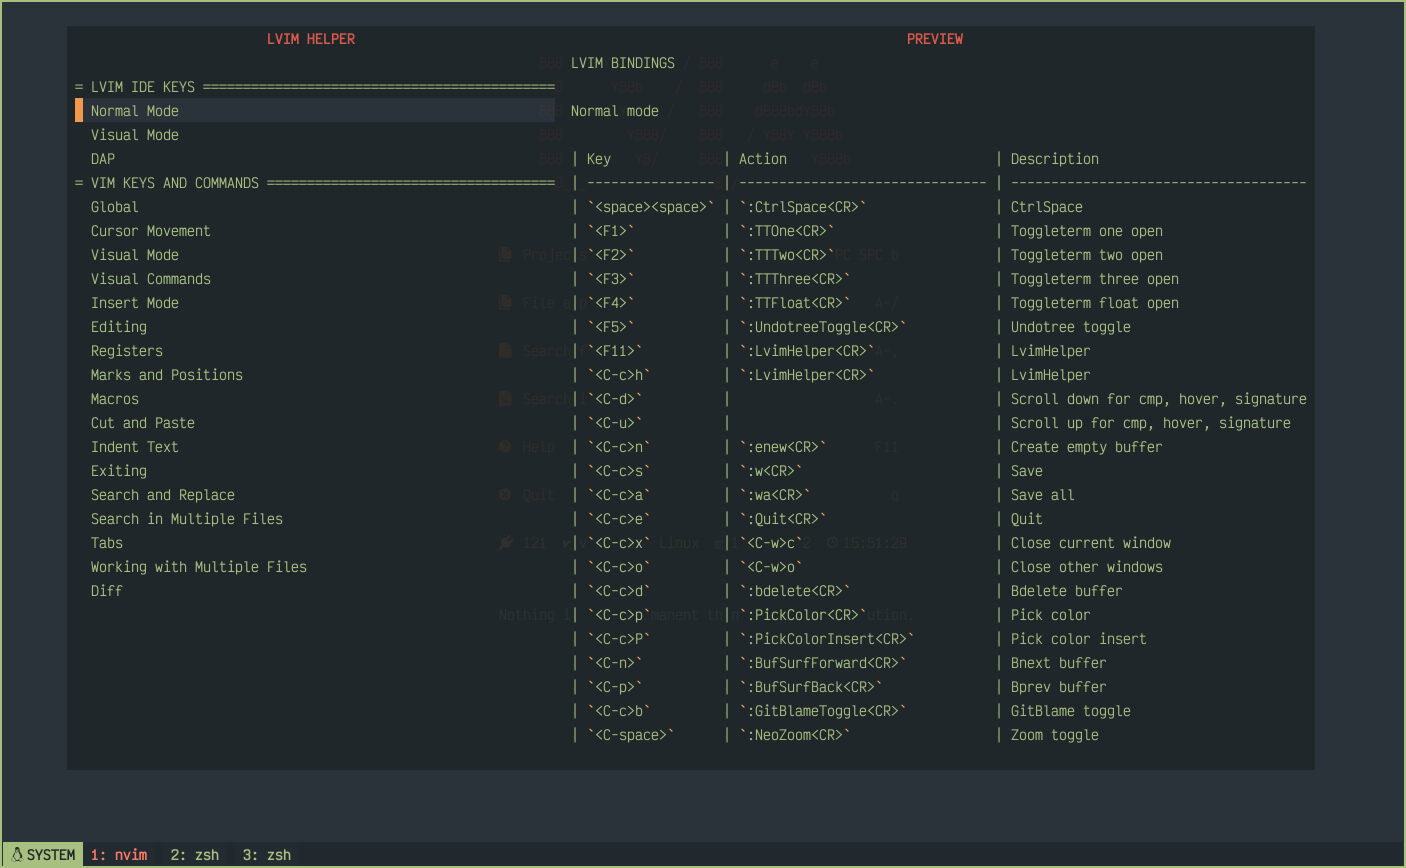 LVIM HELPER PREVIEW
LVIM BINDINGS
= LVIM IDE KEYS ============================================
Normal Mode Normal mode
Visual Mode
DAP | Key | Action | Description
= VIM KEYS AND COMMANDS ==================================== | ---------------- | ------------------------------- | -------------------------------------
Global | `<space><space>` | `:CtrlSpace<CR>` | CtrlSpace
Cursor Movement | `<F1>` | `:TTOne<CR>` | Toggleterm one open
Visual Mode | `<F2>` | `:TTTwo<CR>` | Toggleterm two open
Visual Commands | `<F3>` | `:TTThree<CR>` | Toggleterm three open
Insert Mode | `<F4>` | `:TTFloat<CR>` | Toggleterm float open
Editing | `<F5>` | `:UndotreeToggle<CR>` | Undotree toggle
Registers | `<F11>` | `:LvimHelper<CR>` | LvimHelper
Marks and Positions | `<C-c>h` | `:LvimHelper<CR>` | LvimHelper
Macros | `<C-d>` | | Scroll down for cmp, hover, signature
Cut and Paste | `<C-u>` | | Scroll up for cmp, hover, signature
Indent Text | `<C-c>n` | `:enew<CR>` | Create empty buffer
Exiting | `<C-c>s` | `:w<CR>` | Save
Search and Replace | `<C-c>a` | `:wa<CR>` | Save all
Search in Multiple Files | `<C-c>e` | `:Quit<CR>` | Quit
Tabs | `<C-c>x` | `<C-w>c` | Close current window
Working with Multiple Files | `<C-c>o` | `<C-w>o` | Close other windows
Diff | `<C-c>d` | `:bdelete<CR>` | Bdelete buffer
| `<C-c>p` | `:PickColor<CR>` | Pick color
| `<C-c>P` | `:PickColorInsert<CR>` | Pick color insert
| `<C-n>` | `:BufSurfForward<CR>` | Bnext buffer
| `<C-p>` | `:BufSurfBack<CR>` | Bprev buffer
| `<C-c>b` | `:GitBlameToggle<CR>` | GitBlame toggle
| `<C-space>` | `:NeoZoom<CR>` | Zoom toggle
SYSTEM 1: nvim 2: zsh 3: zsh